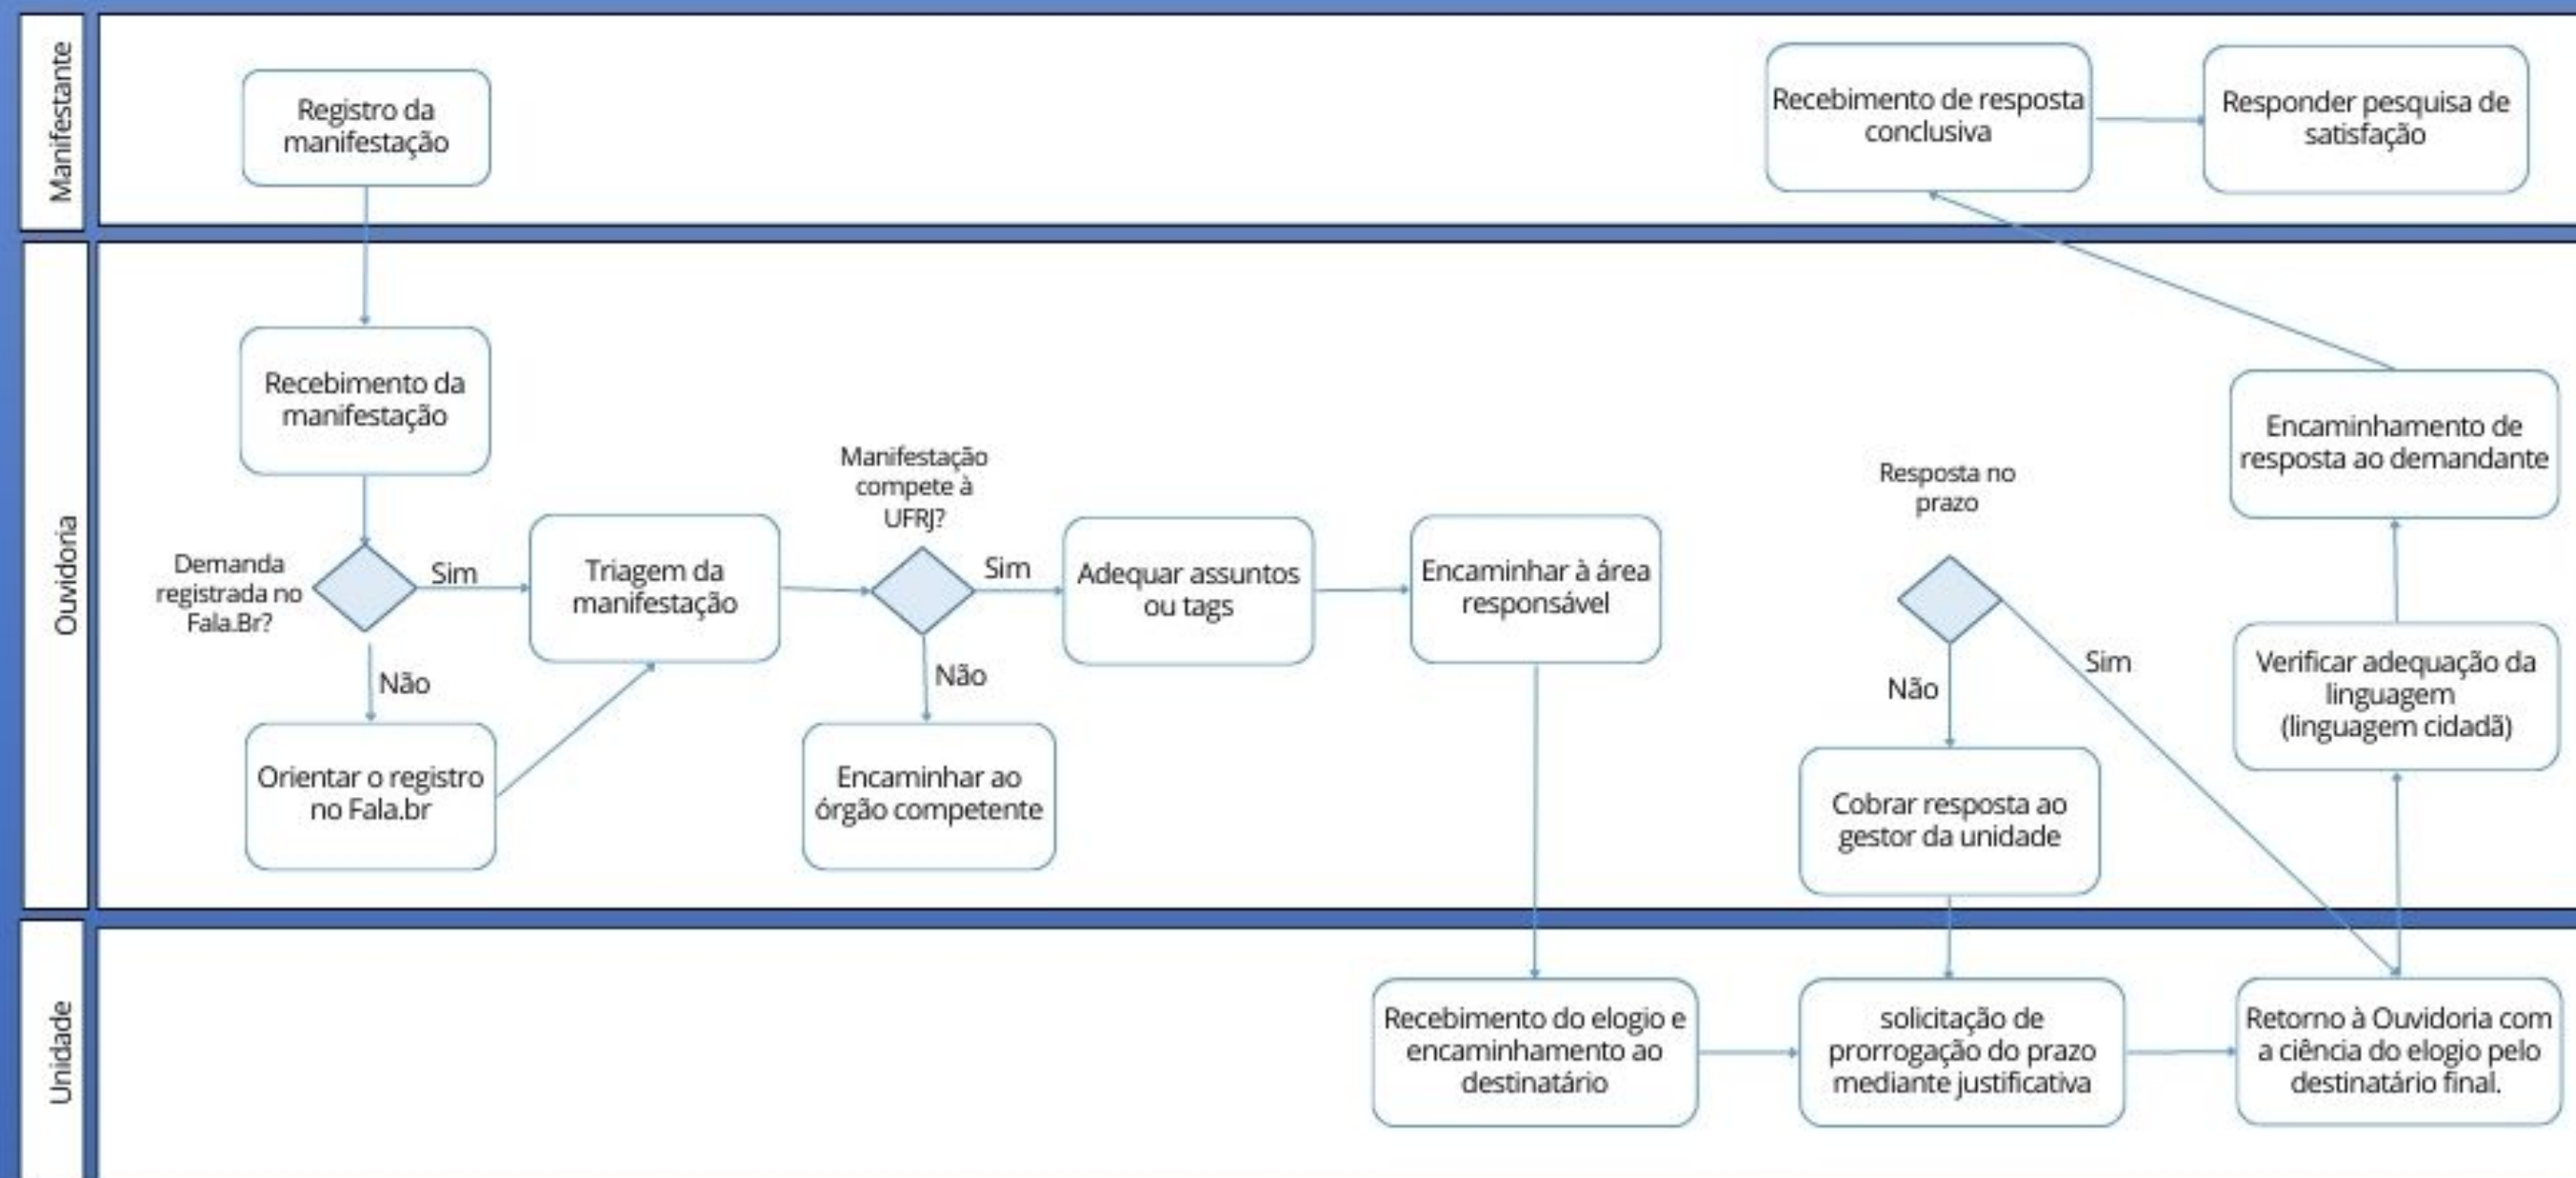 Manifestante
Registro da
manifestação
Recebimento de resposta
conclusiva
Responder pesquisa de
satisfação
Ouvidoria
Recebimento da
manifestação
Demanda
registrada no
Fala.Br?
Sim
Não
Orientar o registro
no Fala.br
Triagem da
manifestação
Manifestação
compete à
UFRJ?
Sim
Não
Encaminhar ao
órgão competente
Adequar assuntos
ou tags
Encaminhar à área
responsável
Resposta no
prazo
Não
Sim
Cobrar resposta ao
gestor da unidade
Encaminhamento de
resposta ao demandante
Verificar adequação da
linguagem
(linguagem cidadã)
Unidade
Recebimento do elogio e
encaminhamento ao
destinatário
solicitação de
prorrogação do prazo
mediante justificativa
Retorno à Ouvidoria com
a ciência do elogio pelo
destinatário final.